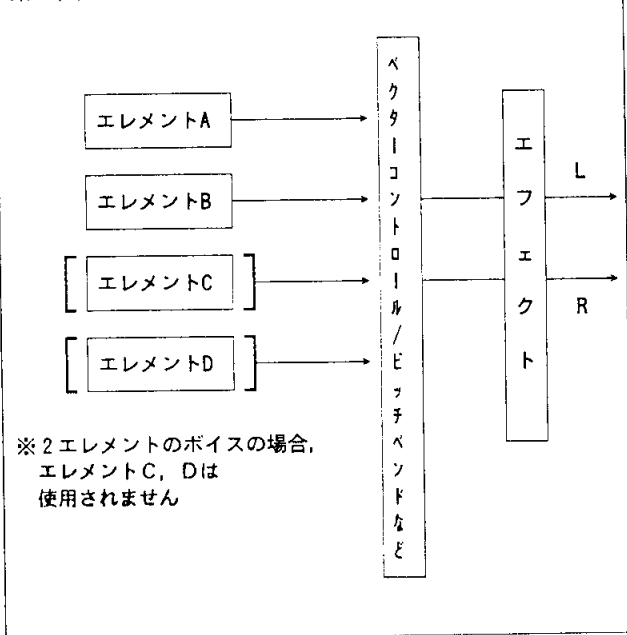 エレメントA
エレメントB
[エレメントC]
[エレメントD]
ベクターコントロール/ピッチベンドなど
エフェクト
L
R
※2エレメントのボイスの場合,
エレメントC, Dは
使用されません